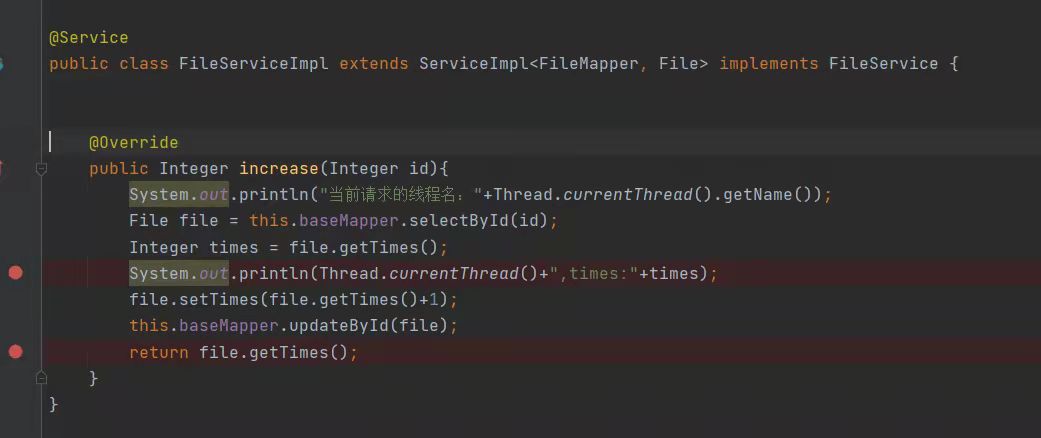 @Service
public class FileServiceImpl extends ServiceImpl<FileMapper, File> implements FileService {
@Override
public Integer increase(Integer id){
System.out.println("当前请求的线程名："+Thread.currentThread().getName());
File file = this.baseMapper.selectById(id);
Integer times = file.getTimes();
System.out.println(Thread.currentThread()+",times:"+times);
file.setTimes(file.getTimes()+1);
this.baseMapper.updateById(file);
return file.getTimes();
}
}